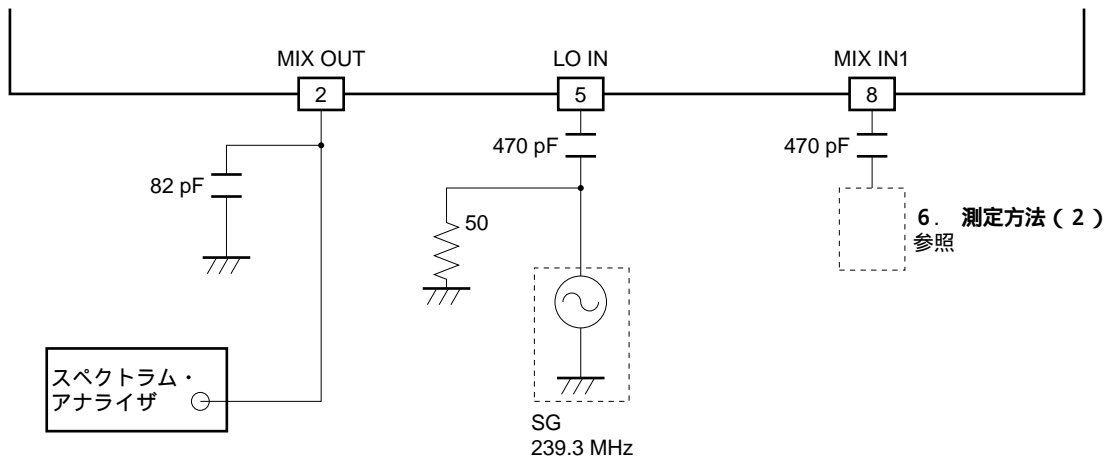 MIX OUT
LO IN
MIX IN1
2
5
8
470 pF
470 pF
82 pF
50
6. 測定方法(2)
参照
スペクトラム・
アナライザ
SG
239.3 MHz